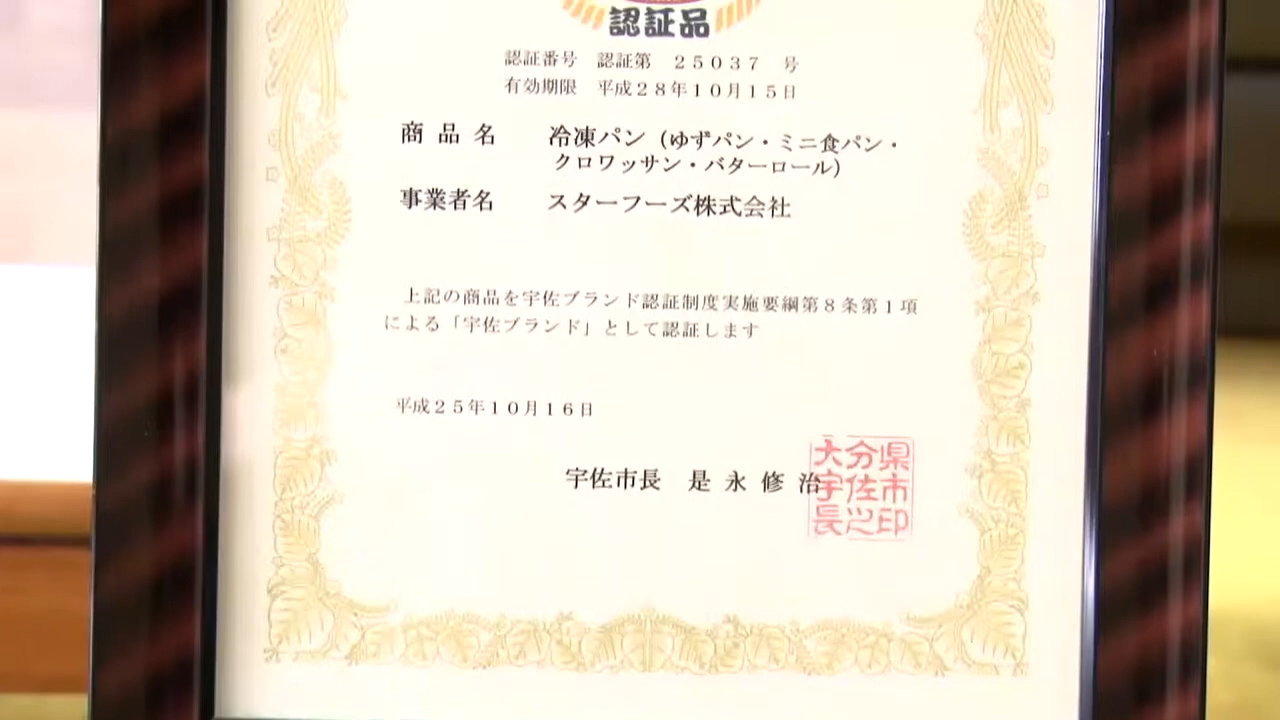 認証品
認証番号　認証第　２５０３７　号
有効期限　平成２８年１０月１５日
商品名　冷凍パン（ゆずパン・ミニ食パン・
クロワッサン・バターロール）
事業者名　スターフーズ株式会社
上記の商品を宇佐ブランド認証制度実施要綱第８条第１項
による「宇佐ブランド」として認証します
平成２５年１０月１６日
宇佐市長　是永修治
大分県
宇佐市
長之印